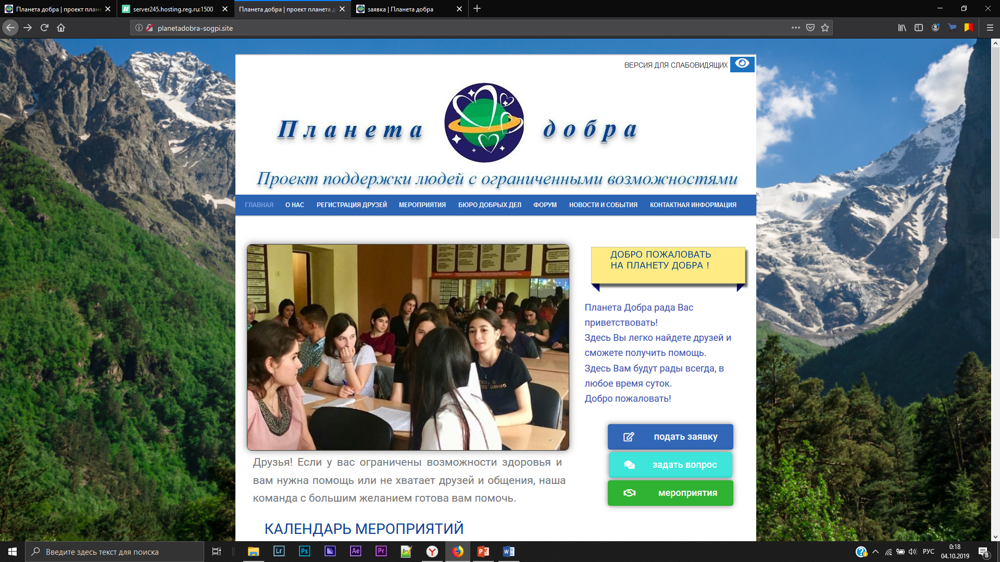 Планета добра | проект плане
server245.hosting.reg.ru:1500
Планета добра | проект планета д
заявка | Планета добра
planetadobra-sogpi.site
ВЕРСИЯ ДЛЯ СЛАБОВИДЯЩИХ
Планета добра
Проект поддержки людей с ограниченными возможностями
ГЛАВНАЯ О НАС РЕГИСТРАЦИЯ ДРУЗЕЙ МЕРОПРИЯТИЯ БЮРО ДОБРЫХ ДЕЛ ФОРУМ НОВОСТИ И СОБЫТИЯ КОНТАКТНАЯ ИНФОРМАЦИЯ
ДОБРО ПОЖАЛОВАТЬ
НА ПЛАНЕТУ ДОБРА !
Планета Добра рада Вас
приветствовать!
Здесь Вы легко найдете друзей и
сможете получить помощь.
Здесь Вам будут рады всегда, в
любое время суток.
Добро пожаловать!
подать заявку
задать вопрос
мероприятия
Друзья! Если у вас ограничены возможности здоровья и
вам нужна помощь или не хватает друзей и общения, наша
команда с большим желанием готова вам помочь.
КАЛЕНДАРЬ МЕРОПРИЯТИЙ
Введите здесь текст для поиска
Lr Ps Ae Pr
РУС
0:18
04.10.2019
8